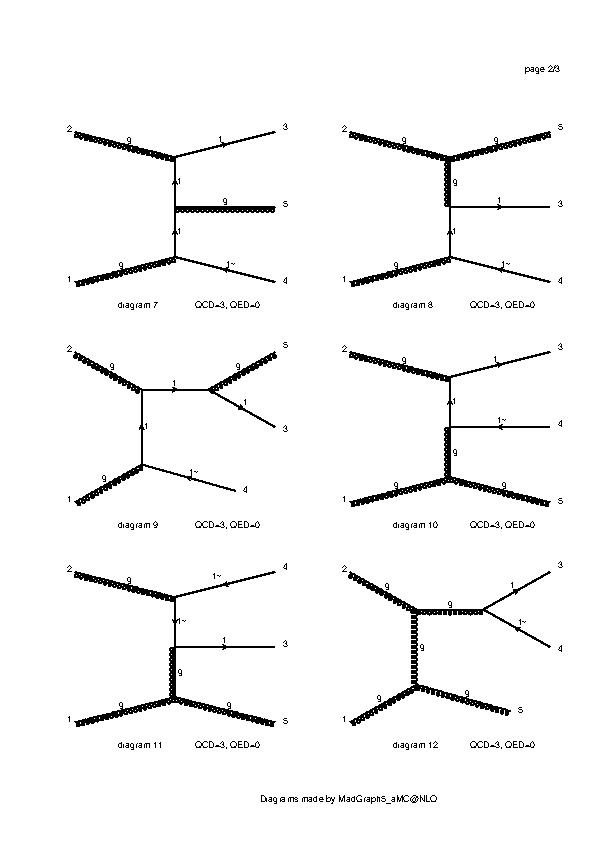 page 2/3
2 g 1 3
1
g 5
1
1 g 1~ 4
diagram 7 QCD=3, QED=0
2 g g 5
g
1 3
1
1 g 1~ 4
diagram 8 QCD=3, QED=0
2 g 1 g 5
1
1 3
1 g 1~ 4
diagram 9 QCD=3, QED=0
2 g 1 3
1
1~ 4
g
1 g g 5
diagram 10 QCD=3, QED=0
2 g 1~ 4
1~
1 3
g
1 g g 5
diagram 11 QCD=3, QED=0
2 g g 1 3
g
1~ 4
1 g g 5
diagram 12 QCD=3, QED=0
Diagrams made by MadGraph5_aMC@NLO